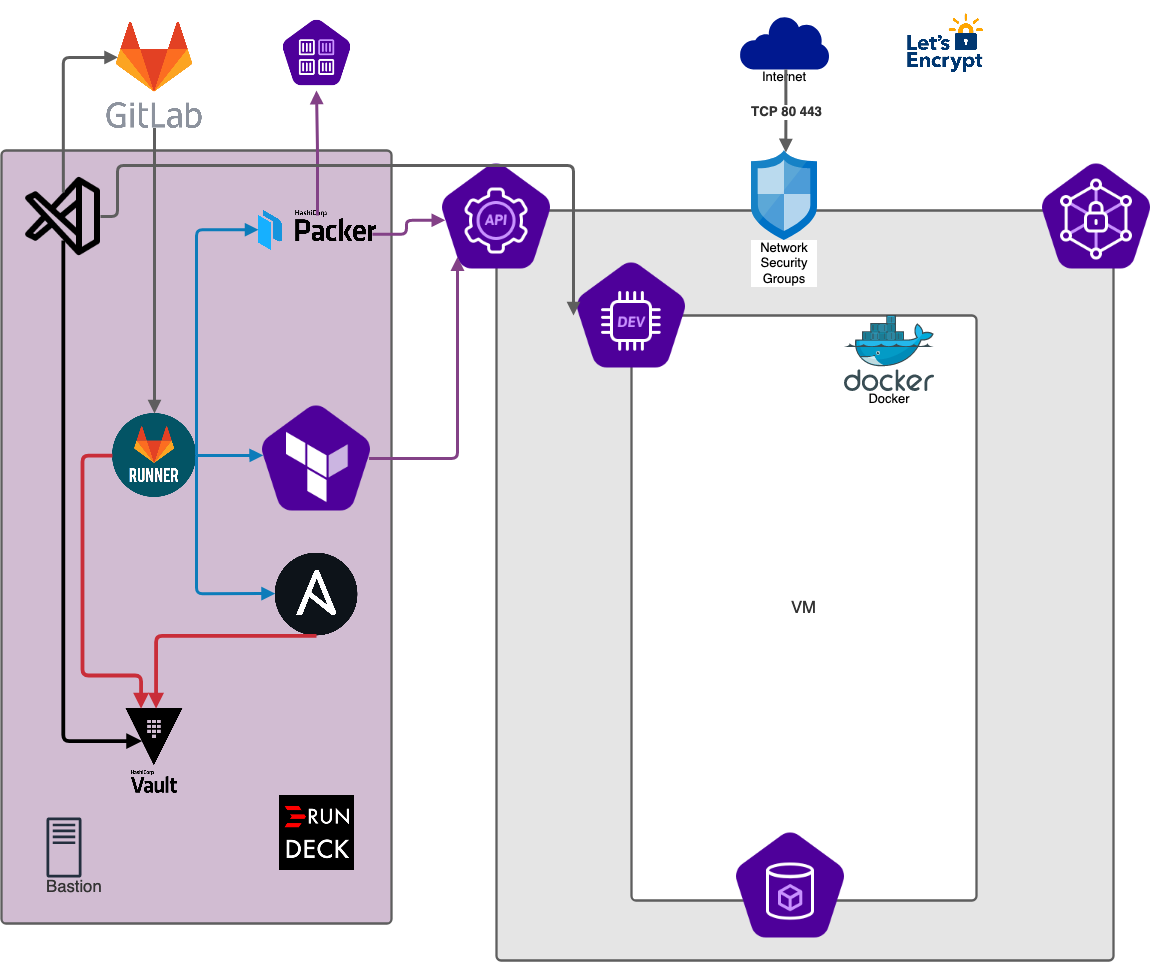 GitLab
Internet
TCP 80 443
Let's
Encrypt
HashiCorp
Packer
API
Network
Security
Groups
DEV
docker
Docker
RUNNER
VM
HashiCorp
Vault
RUN
DECK
Bastion